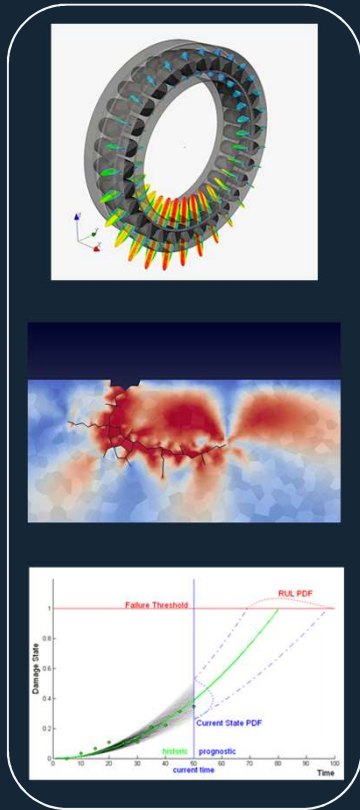 RUL PDF
Failure Threshold
Damage State
1
0.8
0.6
0.4
0.2
0
Current State PDF
historic prognostic
0 10 20 30 40 50 60 70 80 90 100
current time
Time